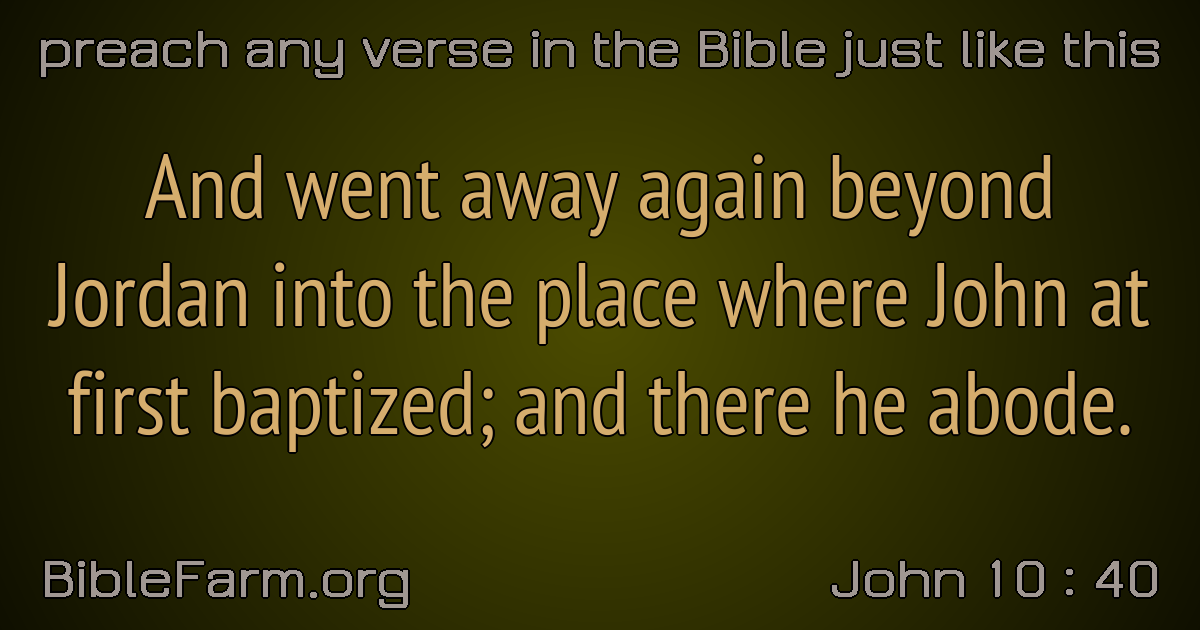 preach any verse in the Bible just like this
And went away again beyond
Jordan into the place where John at
first baptized; and there he abode.
BibleFarm.org
John 10 : 40